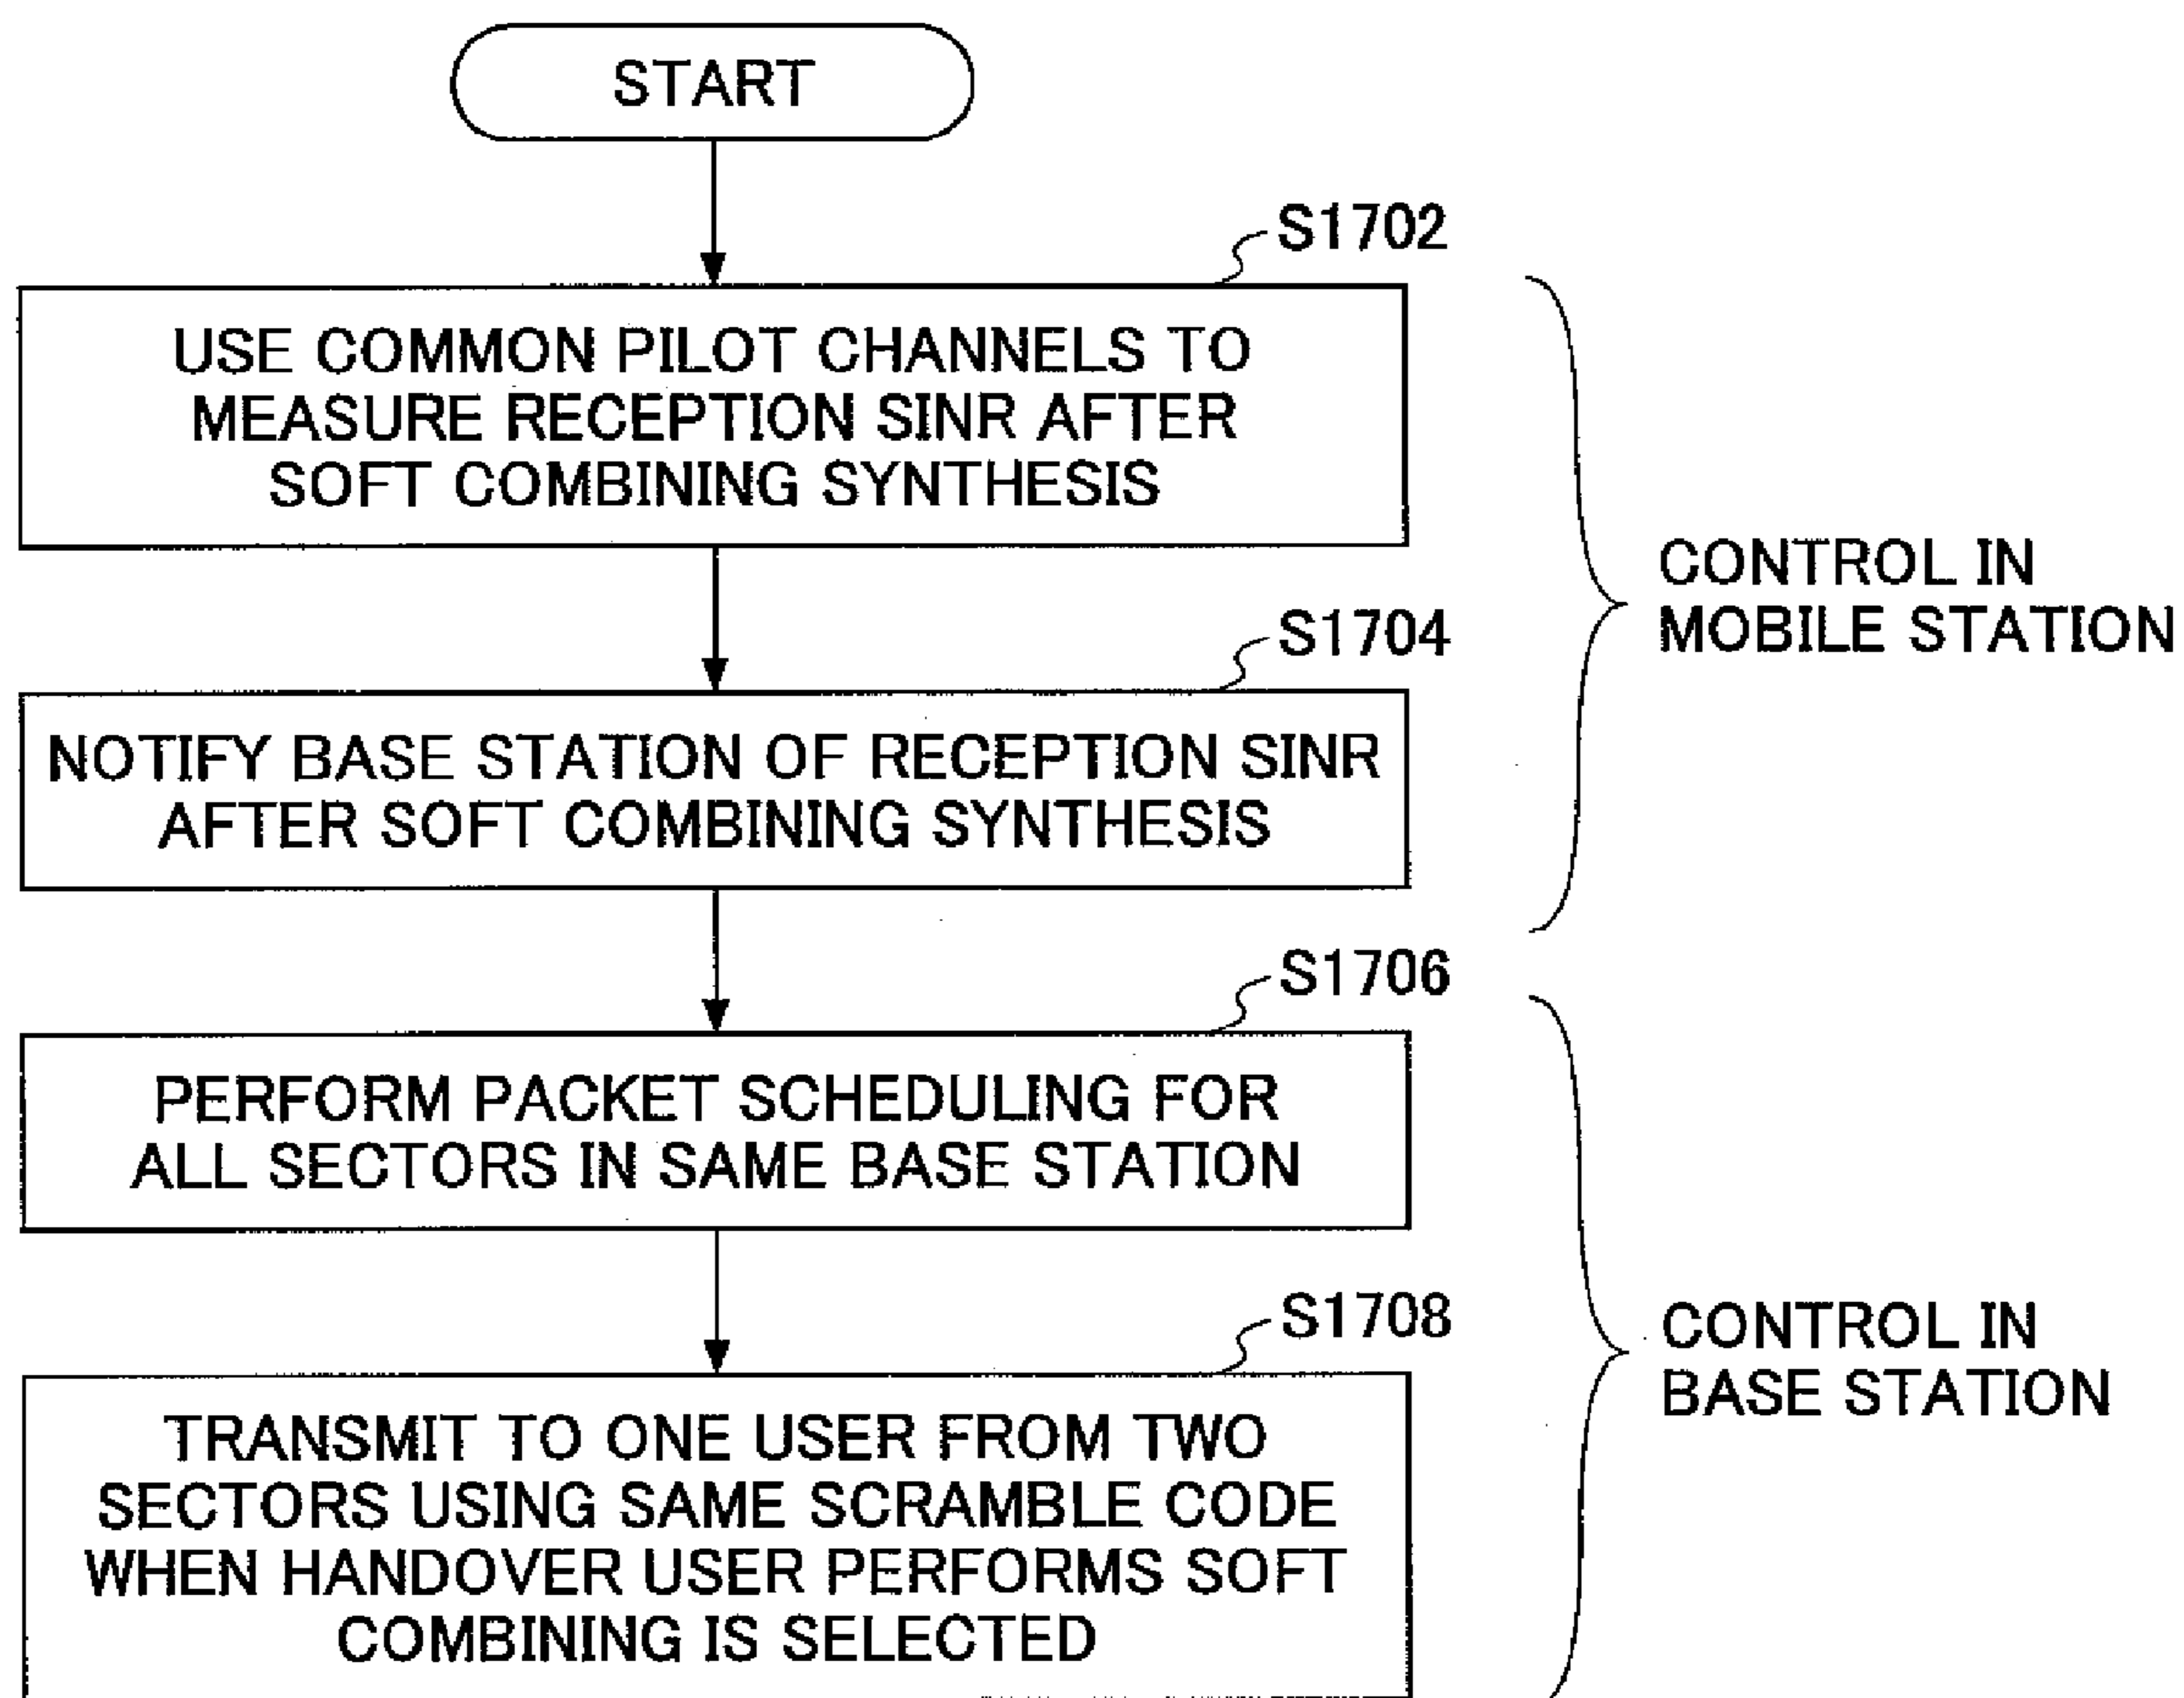 START
S1702
USE COMMON PILOT CHANNELS TO
MEASURE RECEPTION SINR AFTER
SOFT COMBINING SYNTHESIS
CONTROL IN
MOBILE STATION
S1704
NOTIFY BASE STATION OF RECEPTION SINR
AFTER SOFT COMBINING SYNTHESIS
S1706
PERFORM PACKET SCHEDULING FOR
ALL SECTORS IN SAME BASE STATION
S1708
CONTROL IN
BASE STATION
TRANSMIT TO ONE USER FROM TWO
SECTORS USING SAME SCRAMBLE CODE
WHEN HANDOVER USER PERFORMS SOFT
COMBINING IS SELECTED